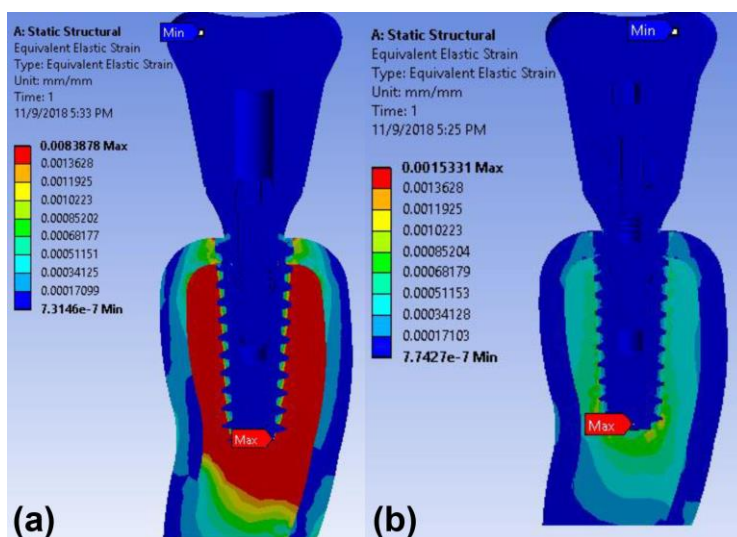 A: Static Structural
Equivalent Elastic Strain
Type: Equivalent Elastic Strain
Unit: mm/mm
Time: 1
11/9/2018 5:33 PM
0.0083878 Max
0.0013628
0.0011925
0.0010223
0.00085202
0.00068177
0.00051151
0.00034125
0.00017099
7.3146e-7 Min
Min
Max
(a)
A: Static Structural
Equivalent Elastic Strain
Type: Equivalent Elastic Strain
Unit: mm/mm
Time: 1
11/9/2018 5:25 PM
0.0015331 Max
0.0013628
0.0011925
0.0010223
0.00085204
0.00068179
0.00051153
0.00034128
0.00017103
7.7427e-7 Min
Min
Max
(b)